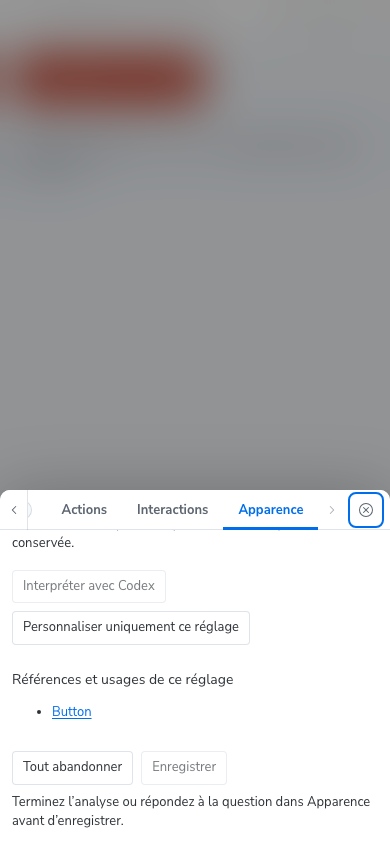 Actions Interactions Apparence
conservée.
Interpréter avec Codex
Personnaliser uniquement ce réglage
Références et usages de ce réglage
Button
Tout abandonner Enregistrer
Terminez l’analyse ou répondez à la question dans Apparence
avant d’enregistrer.